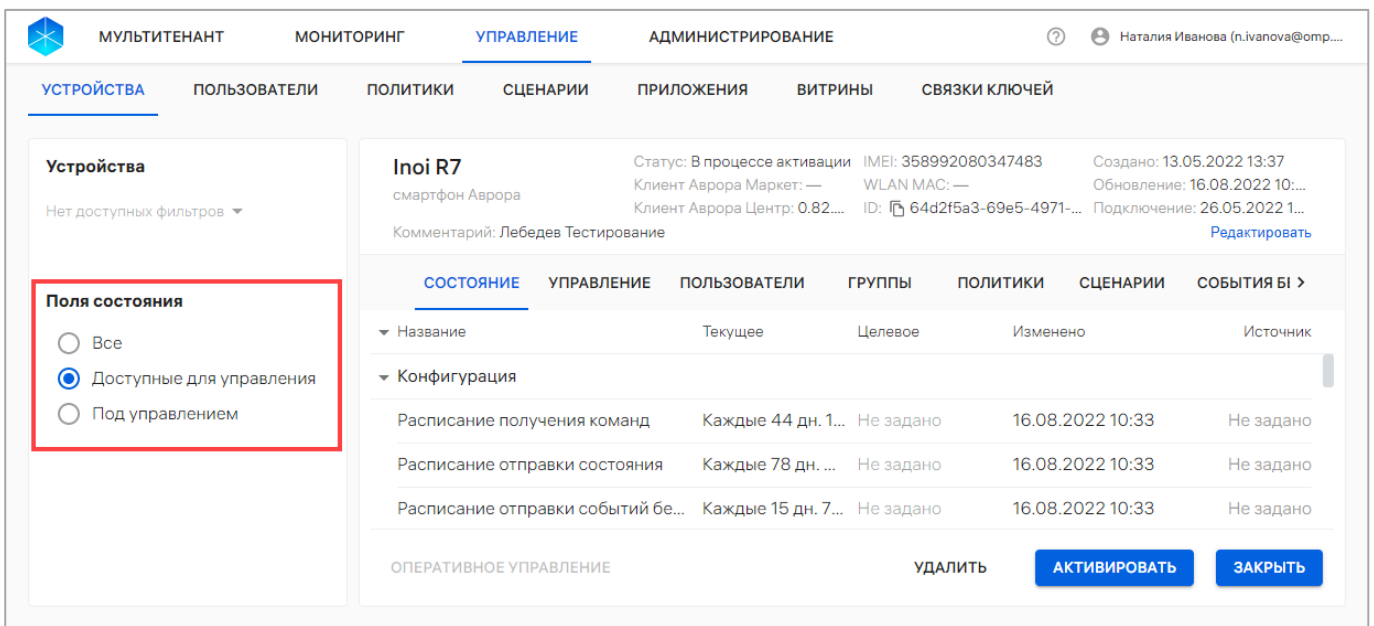 МУЛЬТИТЕНАНТ МОНИТОРИНГ УПРАВЛЕНИЕ АДМИНИСТРИРОВАНИЕ ? Наталия Иванова (n.ivanova@omp....
УСТРОЙСТВА ПОЛЬЗОВАТЕЛИ ПОЛИТИКИ СЦЕНАРИИ ПРИЛОЖЕНИЯ ВИТРИНЫ СВЯЗКИ КЛЮЧЕЙ
Устройства
Нет доступных фильтров
Поля состояния
Все
Доступные для управления
Под управлением
Inoi R7
смартфон Аврора
Статус: В процессе активации IMEI: 358992080347483 Создано: 13.05.2022 13:37
Клиент Аврора Маркет: — WLAN MAC: — Обновление: 16.08.2022 10:...
Клиент Аврора Центр: 0.82.... ID: 64d2f5a3-69e5-4971-... Подключение: 26.05.2022 1...
Комментарий: Лебедев Тестирование Редактировать
СОСТОЯНИЕ УПРАВЛЕНИЕ ПОЛЬЗОВАТЕЛИ ГРУППЫ ПОЛИТИКИ СЦЕНАРИИ СОБЫТИЯ БЕ
Название Текущее Целевое Изменено Источник
Конфигурация
Расписание получения команд Каждые 44 дн. 1... Не задано 16.08.2022 10:33 Не задано
Расписание отправки состояния Каждые 78 дн. ... Не задано 16.08.2022 10:33 Не задано
Расписание отправки событий бе... Каждые 15 дн. 7... Не задано 16.08.2022 10:33 Не задано
ОПЕРАТИВНОЕ УПРАВЛЕНИЕ УДАЛИТЬ АКТИВИРОВАТЬ ЗАКРЫТЬ